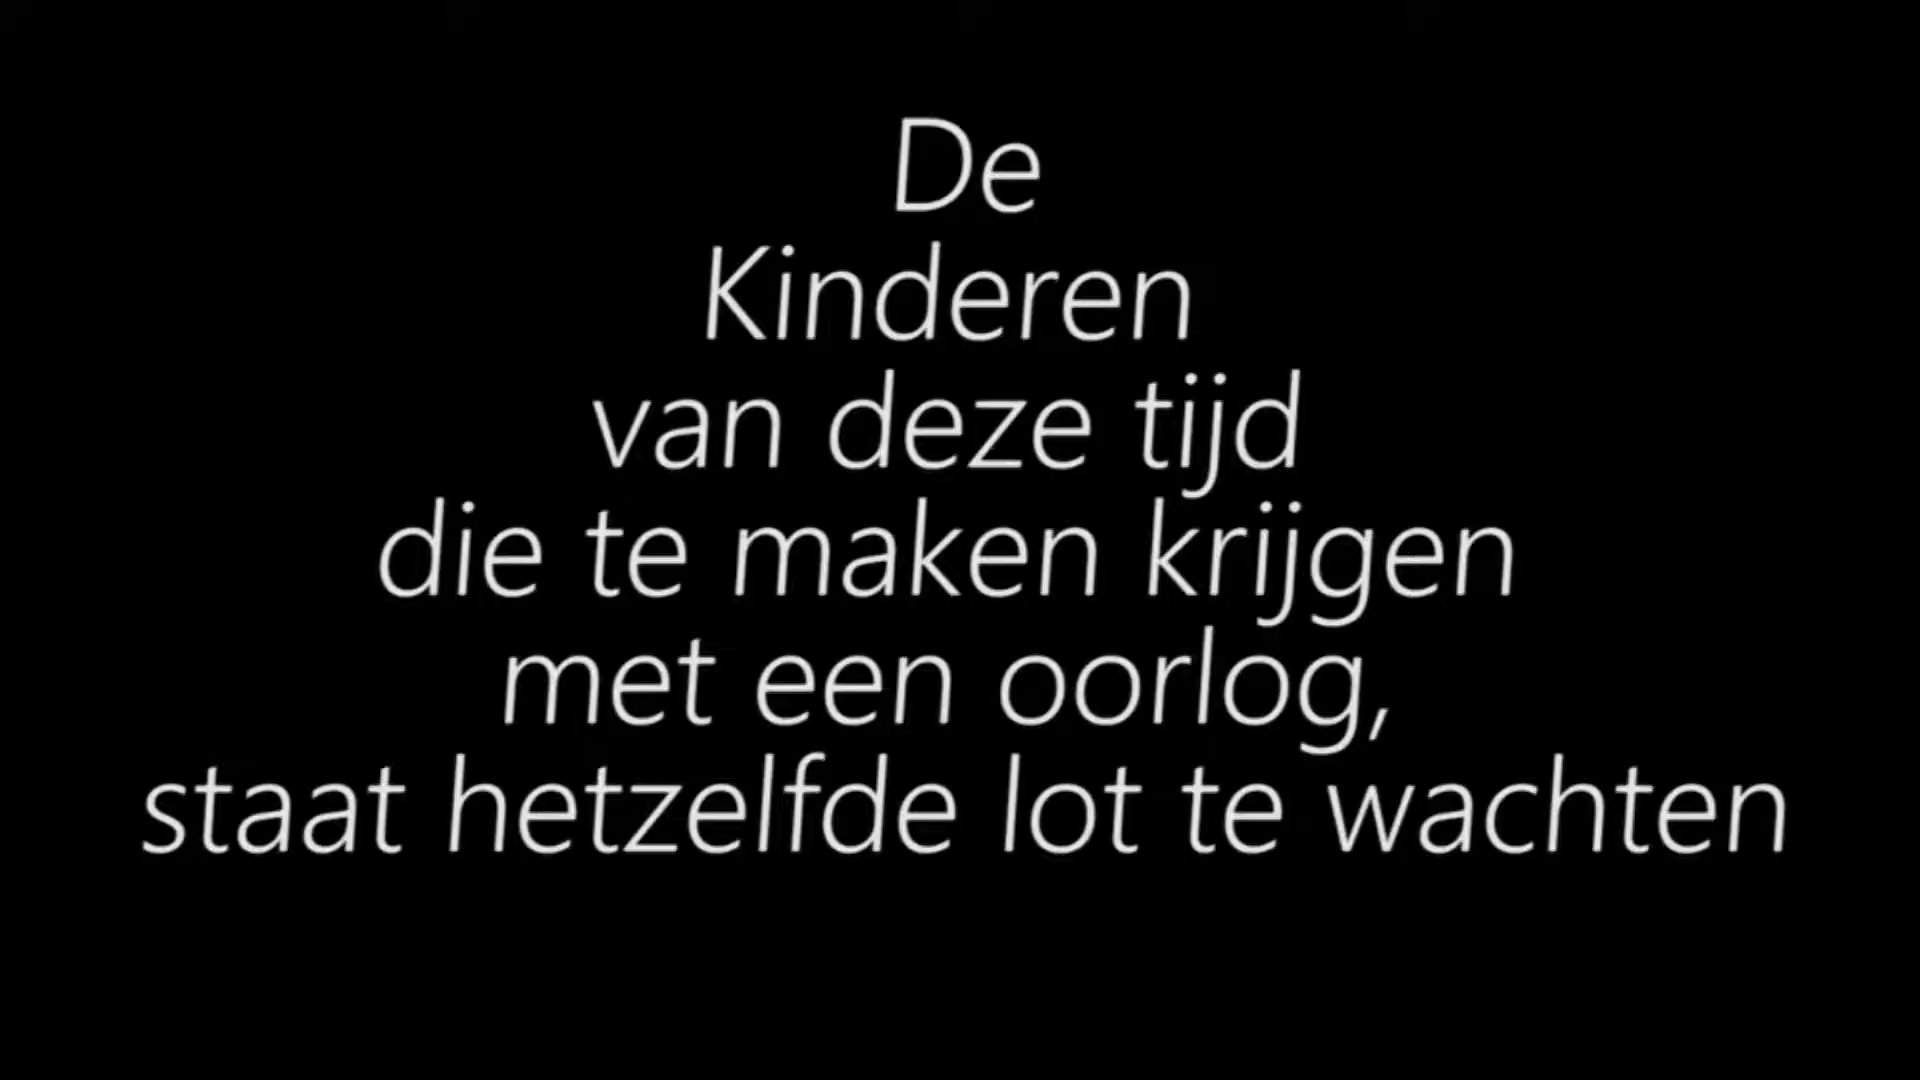 De
Kinderen
van deze tijd
die te maken krijgen
met een oorlog,
staat hetzelfde lot te wachten